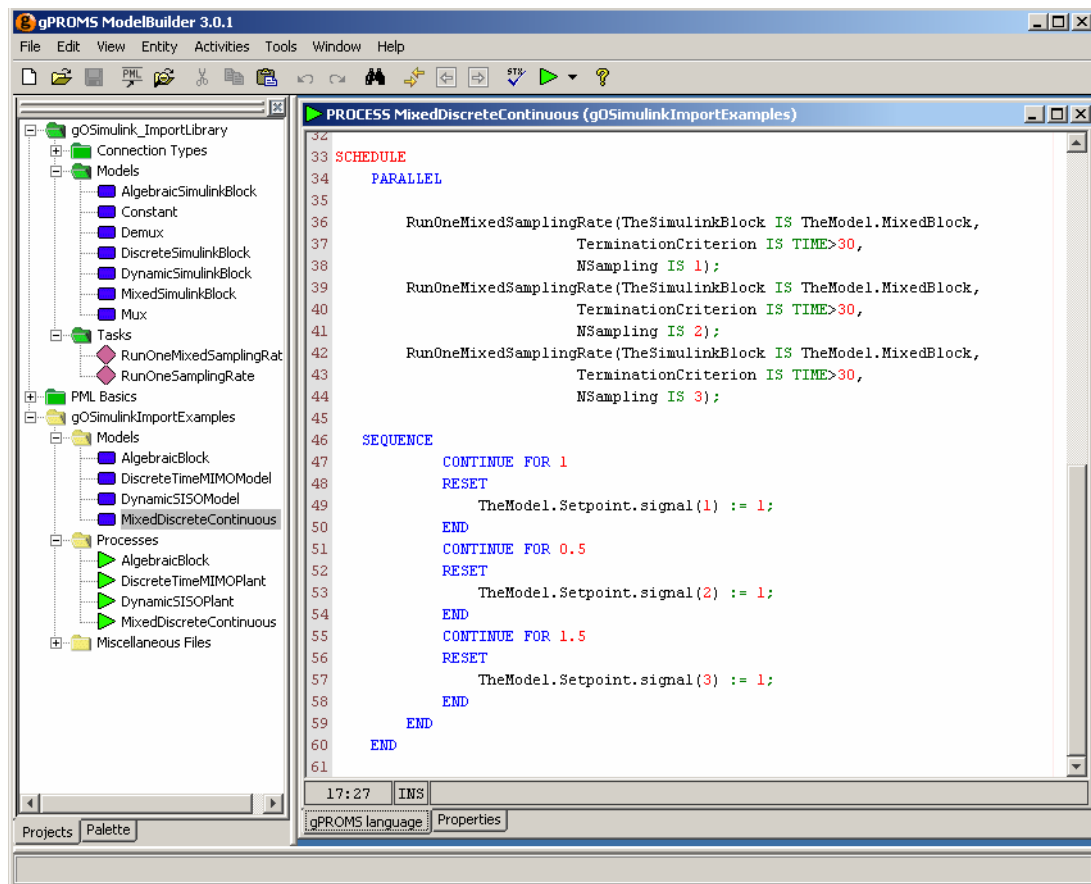 gPROMS ModelBuilder 3.0.1
File Edit View Entity Activities Tools Window Help
PML STR
gOSimulink_ImportLibrary
Connection Types
Models
AlgebraicSimulinkBlock
Constant
Demux
DiscreteSimulinkBlock
DynamicSimulinkBlock
MixedSimulinkBlock
Mux
Tasks
RunOneMixedSamplingRat
RunOneSamplingRate
PML Basics
gOSimulinkImportExamples
Models
AlgebraicBlock
DiscreteTimeMIMOModel
DynamicSISOModel
MixedDiscreteContinuous
Processes
AlgebraicBlock
DiscreteTimeMIMOPlant
DynamicSISOPlant
MixedDiscreteContinuous
Miscellaneous Files
Projects Palette
PROCESS MixedDiscreteContinuous (gOSimulinkImportExamples)
32
33 SCHEDULE
34 PARALLEL
35
36 RunOneMixedSamplingRate(TheSimulinkBlock IS TheModel.MixedBlock,
37 TerminationCriterion IS TIME>30,
38 NSampling IS 1);
39 RunOneMixedSamplingRate(TheSimulinkBlock IS TheModel.MixedBlock,
40 TerminationCriterion IS TIME>30,
41 NSampling IS 2);
42 RunOneMixedSamplingRate(TheSimulinkBlock IS TheModel.MixedBlock,
43 TerminationCriterion IS TIME>30,
44 NSampling IS 3);
45
46 SEQUENCE
47 CONTINUE FOR 1
48 RESET
49 TheModel.Setpoint.signal(1) := 1;
50 END
51 CONTINUE FOR 0.5
52 RESET
53 TheModel.Setpoint.signal(2) := 1;
54 END
55 CONTINUE FOR 1.5
56 RESET
57 TheModel.Setpoint.signal(3) := 1;
58 END
59 END
60 END
61
17:27 INS
gPROMS language Properties